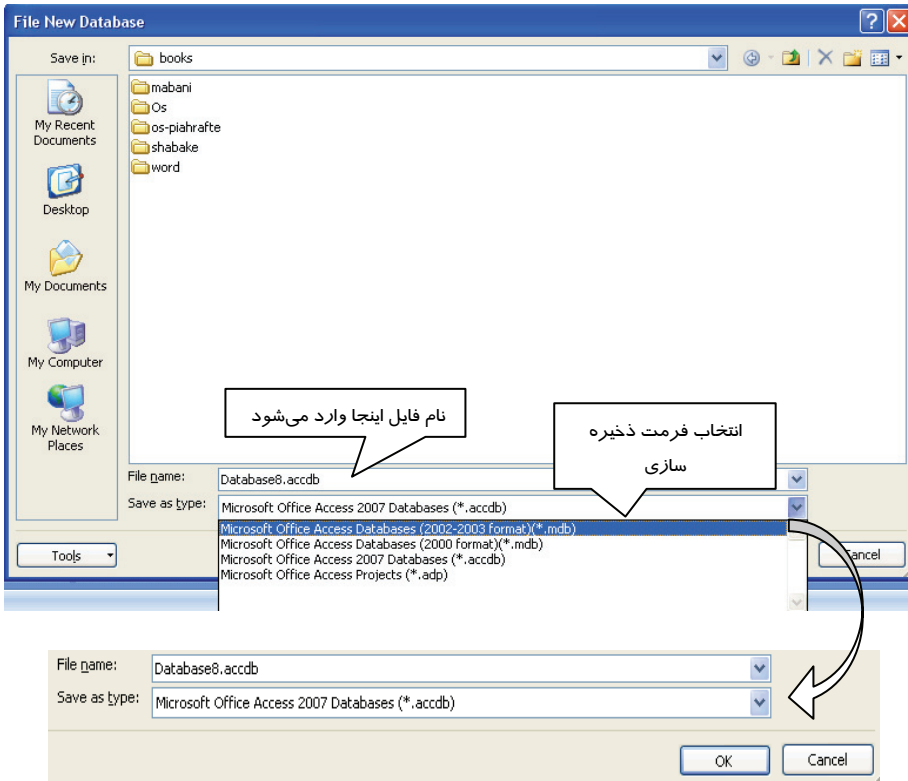 File New Database
Save in:
books
mabani
Os
os-piahrafte
shabake
word
My Recent
Documents
Desktop
My Documents
My Computer
My Network
Places
نام فایل اینجا وارد می‌شود
انتخاب فرمت ذخیره
سازی
File name:
Database8.accdb
Save as type:
Microsoft Office Access 2007 Databases (*.accdb)
Microsoft Office Access Databases (2002-2003 format)(*.mdb)
Microsoft Office Access Databases (2000 format)(*.mdb)
Microsoft Office Access 2007 Databases (*.accdb)
Microsoft Office Access Projects (*.adp)
Tools
Cancel
File name:
Database8.accdb
Save as type:
Microsoft Office Access 2007 Databases (*.accdb)
OK
Cancel